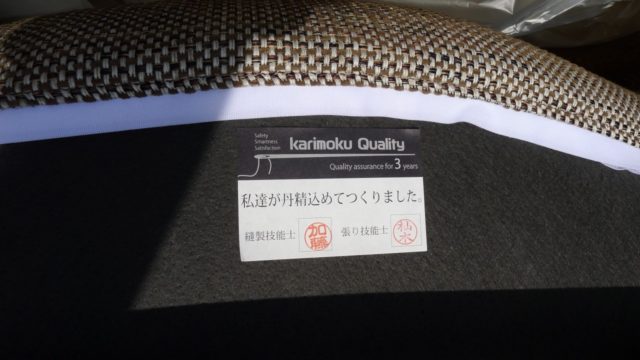 Safety
Smartness
Satisfaction
karimoku Quality
Quality assurance for 3 years
私達が丹精込めてつくりました。
縫製技能士 加藤 張り技能士